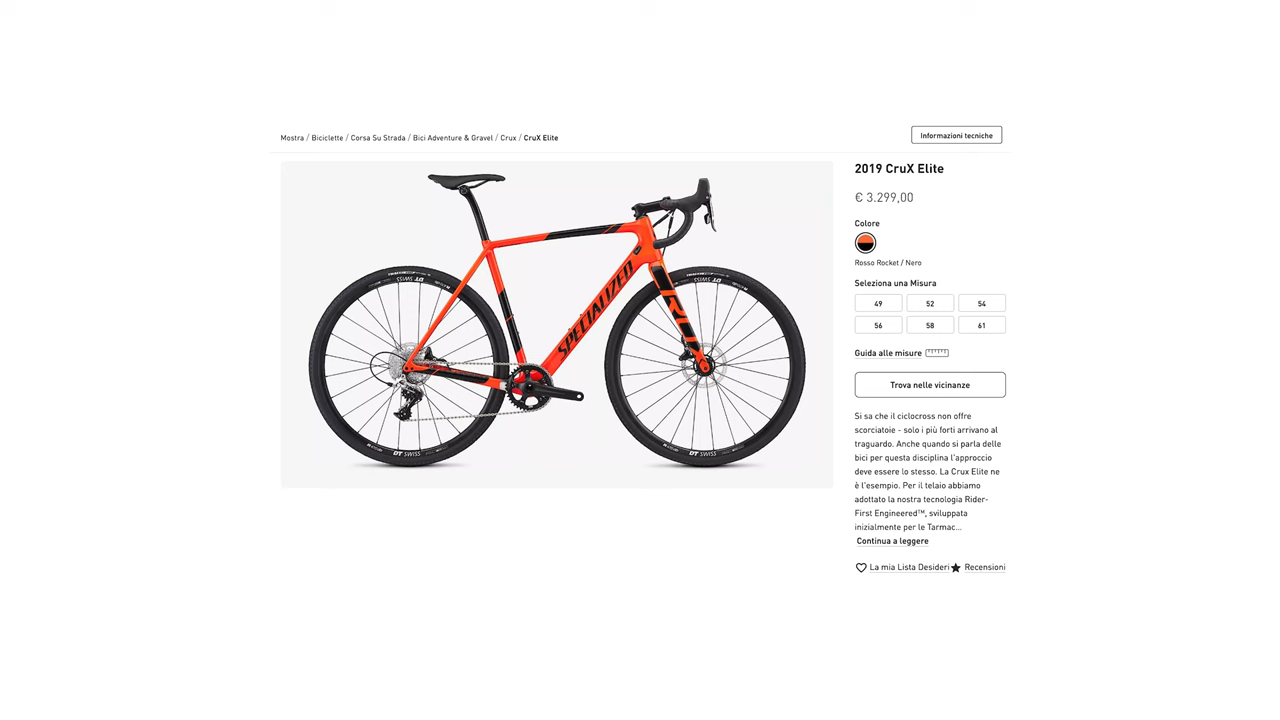 Mostra / Biciclette / Corsa Su Strada / Bici Adventure & Gravel / Crux / CruX Elite
Informazioni tecniche
2019 CruX Elite
€ 3.299,00
Colore
Rosso Rocket / Nero
Seleziona una Misura
49 52 54
56 58 61
Guida alle misure
Trova nelle vicinanze
Si sa che il ciclocross non offre
scorciatoie - solo i più forti arrivano al
traguardo. Anche quando si parla delle
bici per questa disciplina l'approccio
deve essere lo stesso. La Crux Elite ne
è l'esempio. Per il telaio abbiamo
adottato la nostra tecnologia Rider-
First Engineered™, sviluppata
inizialmente per le Tarmac...
Continua a leggere
La mia Lista Desideri
Recensioni
SPECIALIZED
DT SWISS
DT SWISS
DT SWISS
DT SWISS